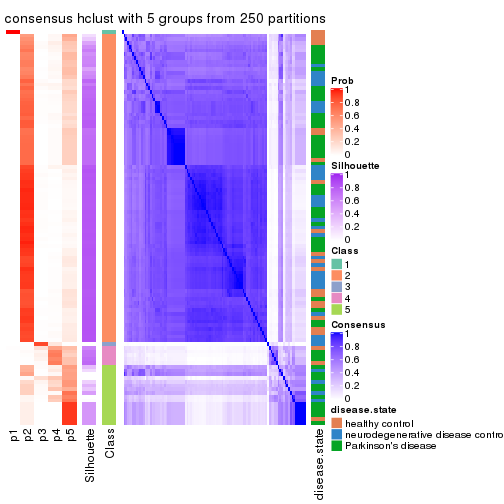 consensus hclust with 5 groups from 250 partitions
Prob
1
0.8
0.6
0.4
0.2
0
Silhouette
1
0.8
0.6
0.4
0.2
0
Class
1
2
3
4
5
Consensus
1
0.8
0.6
0.4
0.2
0
disease.state
healthy control
neurodegenerative disease contro
Parkinson's disease
p1
p2
p3
p4
p5
Silhouette
Class
disease.state